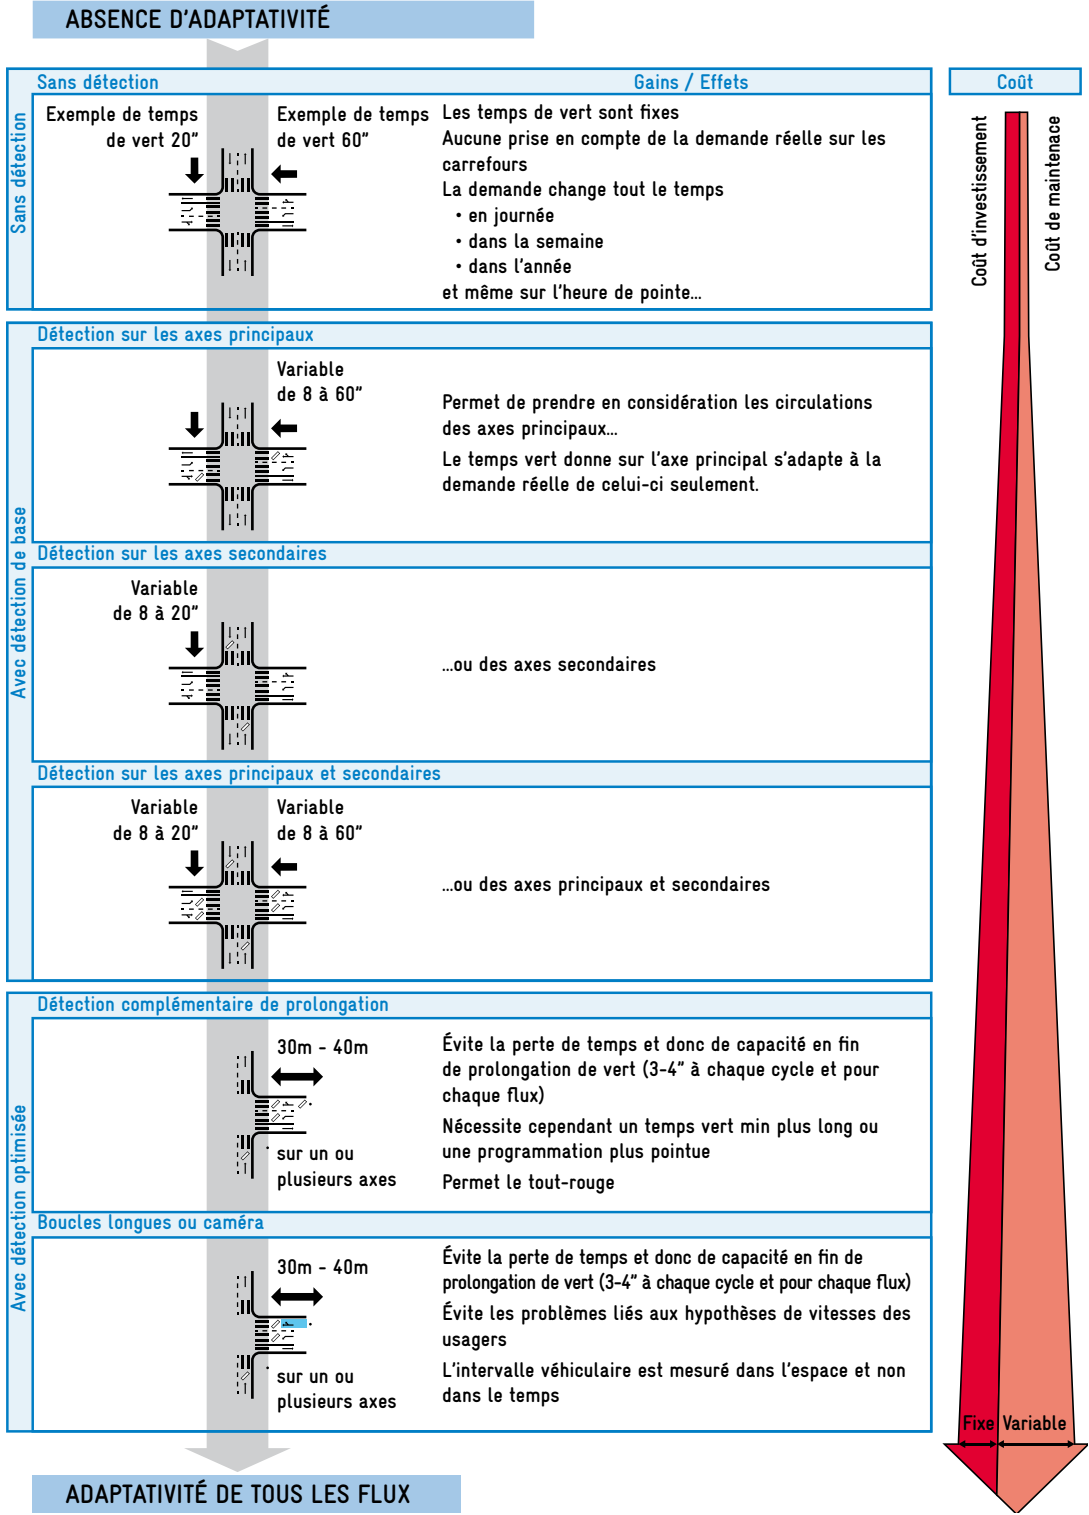 ABSENCE D'ADAPTATIVITÉ
Sans détection
Gains / Effets
Coût
Sans détection
Exemple de temps
de vert 20"
Exemple de temps
de vert 60"
Les temps de vert sont fixes
Aucune prise en compte de la demande réelle sur les
carrefours
La demande change tout le temps
• en journée
• dans la semaine
• dans l'année
et même sur l'heure de pointe...
Coût d'investissement
Coût de maintenace
Avec détection de base
Détection sur les axes principaux
Variable
de 8 à 60"
Permet de prendre en considération les circulations
des axes principaux...
Le temps vert donne sur l'axe principal s'adapte à la
demande réelle de celui-ci seulement.
Détection sur les axes secondaires
Variable
de 8 à 20"
...ou des axes secondaires
Détection sur les axes principaux et secondaires
Variable
de 8 à 20"
Variable
de 8 à 60"
...ou des axes principaux et secondaires
Avec détection optimisée
Détection complémentaire de prolongation
30m - 40m
sur un ou
plusieurs axes
Évite la perte de temps et donc de capacité en fin
de prolongation de vert (3-4" à chaque cycle et pour
chaque flux)
Nécessite cependant un temps vert min plus long ou
une programmation plus pointue
Permet le tout-rouge
Boucles longues ou caméra
30m - 40m
sur un ou
plusieurs axes
Évite la perte de temps et donc de capacité en fin de
prolongation de vert (3-4" à chaque cycle et pour chaque flux)
Évite les problèmes liés aux hypothèses de vitesses des
usagers
L'intervalle véhiculaire est mesuré dans l'espace et non
dans le temps
Fixe Variable
ADAPTATIVITÉ DE TOUS LES FLUX